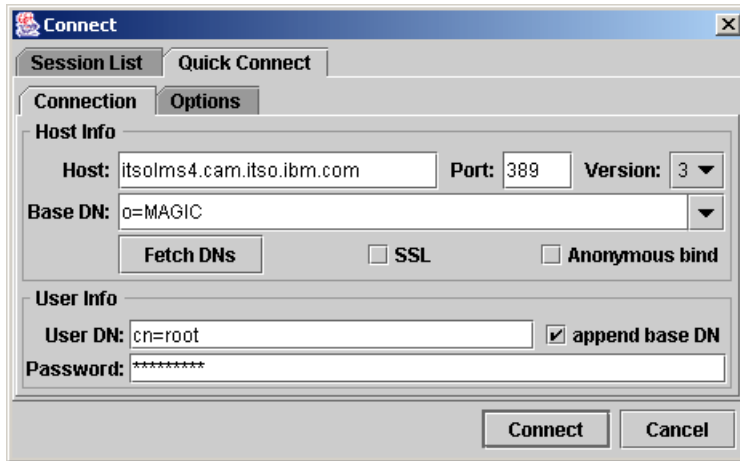 Connect
Session List Quick Connect
Connection Options
Host Info
Host: itsolms4.cam.itso.ibm.com Port: 389 Version: 3
Base DN: o=MAGIC
Fetch DNs SSL Anonymous bind
User Info
User DN: cn=root append base DN
Password: *********
Connect Cancel